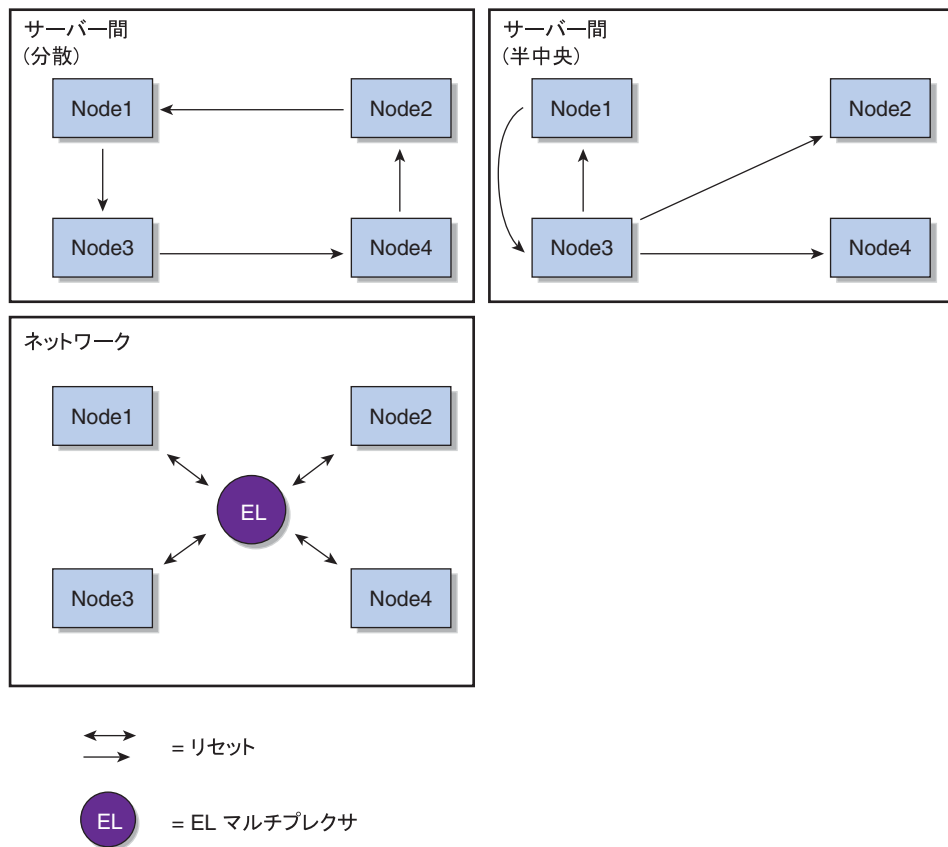 サーバー間
(分散)
Node1
Node2
Node3
Node4
サーバー間
(半中央)
Node1
Node2
Node3
Node4
ネットワーク
Node1
Node2
EL
Node3
Node4
= リセット
EL
= EL マルチプレクサ